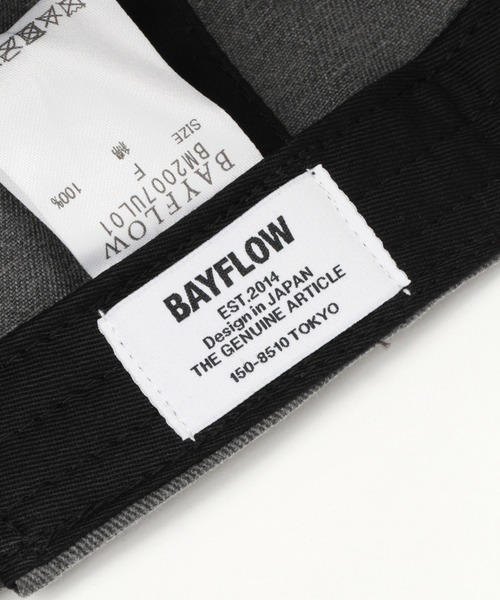 BAYFLOW
EST.2014
Design in JAPAN
THE GENUINE ARTICLE
150-8510 TOKYO
BAYFLOW
BM2007UL01
SIZE F
綿 100%